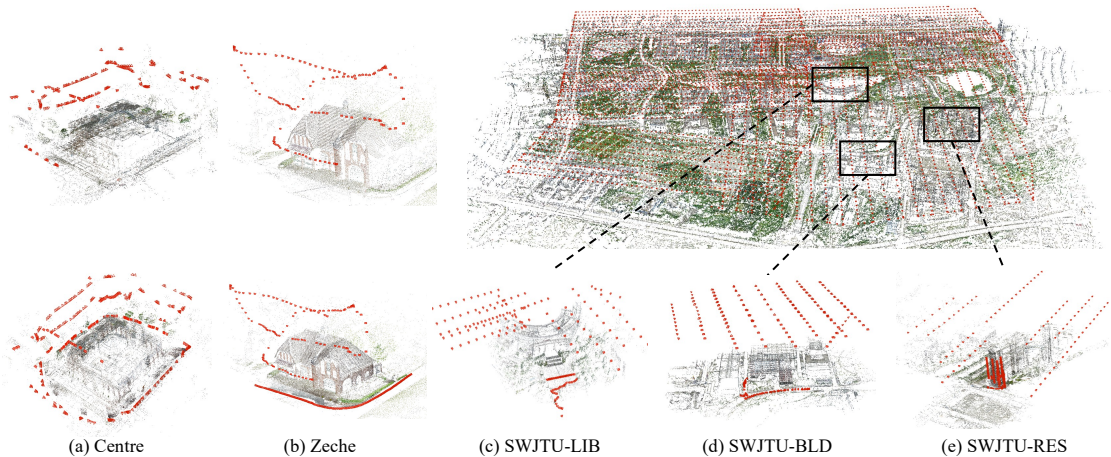 (a) Centre
(b) Zeche
(c) SWJTU-LIB
(d) SWJTU-BLD
(e) SWJTU-RES